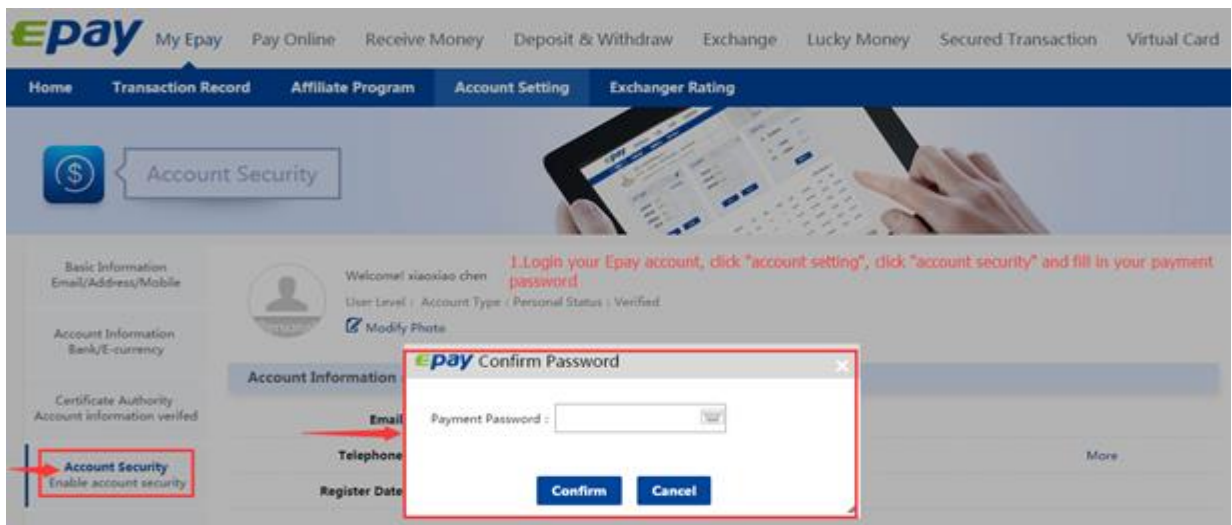 Epay My Epay Pay Online Receive Money Deposit & Withdraw Exchange Lucky Money Secured Transaction Virtual Card
Home Transaction Record Affiliate Program Account Setting Exchanger Rating
Account Security
Basic Information
Email/Address/Mobile
Account Information
Bank/E-currency
Certificate Authority
Account information verifed
Account Security
Enable account security
Welcome! xiaoxiao chen
1.Login your Epay account, click "account setting", click "account security" and fill in your payment
password
User Level : Account Type : Personal Status : Verified
Modify Photo
Account Information
Email
Telephone
More
Register Date
Epay Confirm Password
Payment Password :
Confirm Cancel